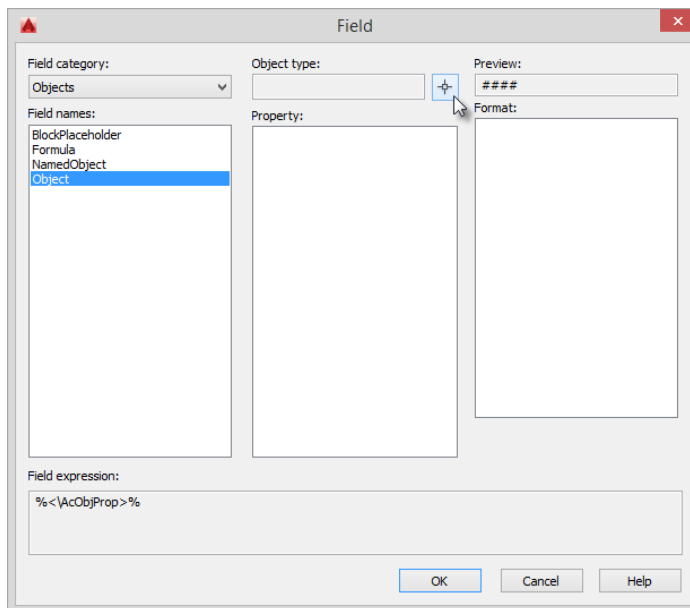 Field
Field category:
Objects
Field names:
BlockPlaceholder
Formula
NamedObject
Object
Object type:
Property:
Preview:
####
Format:
Field expression:
%<\AcObjProp>%
OK
Cancel
Help